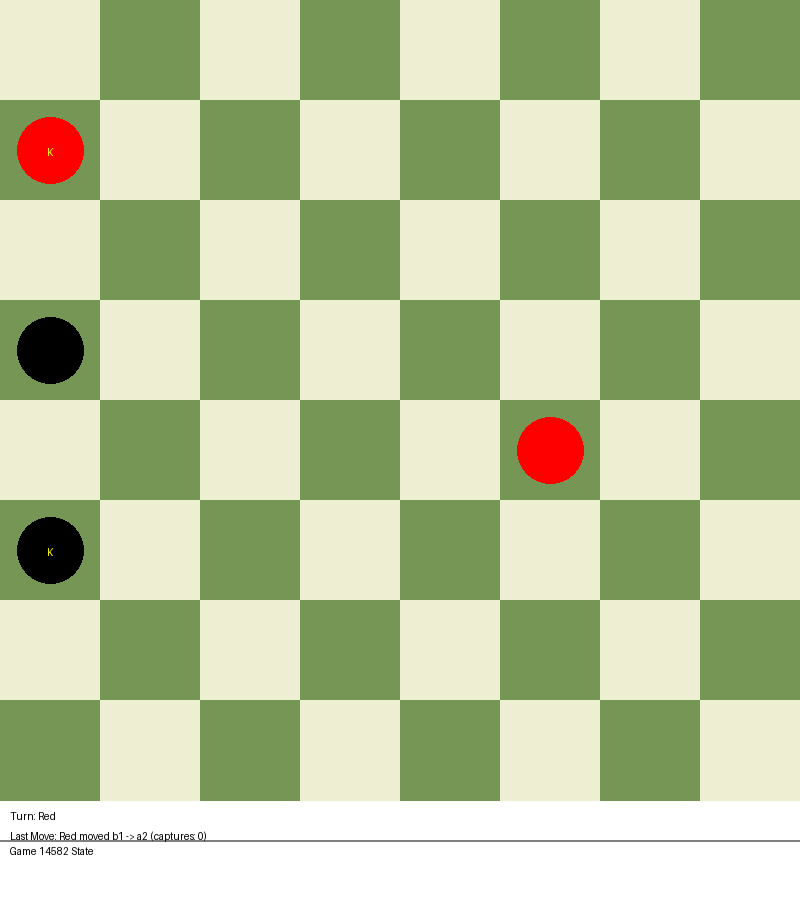 K
K
Turn: Red
Last Move: Red moved b1 -> a2 (captures: 0)
Game 14582 State